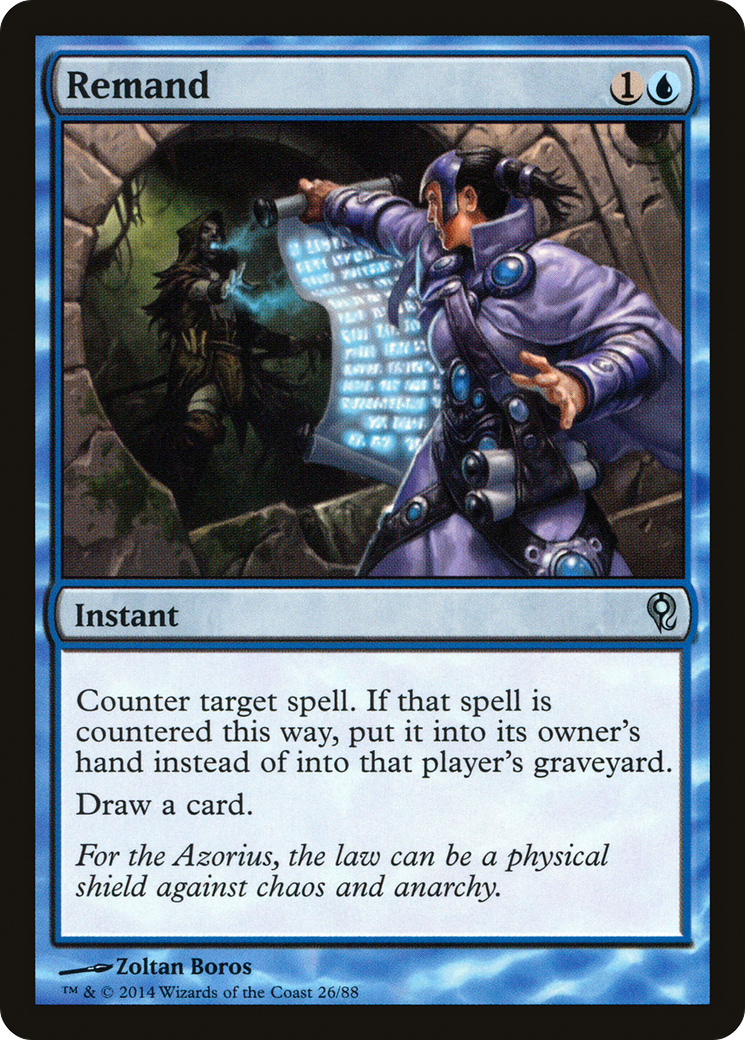 Remand
1
Instant
Counter target spell. If that spell is
countered this way, put it into its owner's
hand instead of into that player's graveyard.
Draw a card.
For the Azorius, the law can be a physical
shield against chaos and anarchy.
Zoltan Boros
™ & © 2014 Wizards of the Coast 26/88